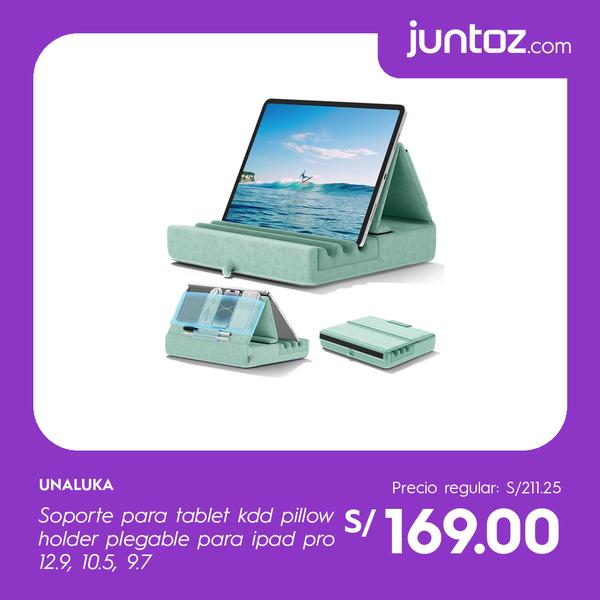 juntoz.com
UNALUKA
Soporte para tablet kdd pillow
holder plegable para ipad pro
12.9, 10.5, 9.7
Precio regular: S/211.25
S/169.00